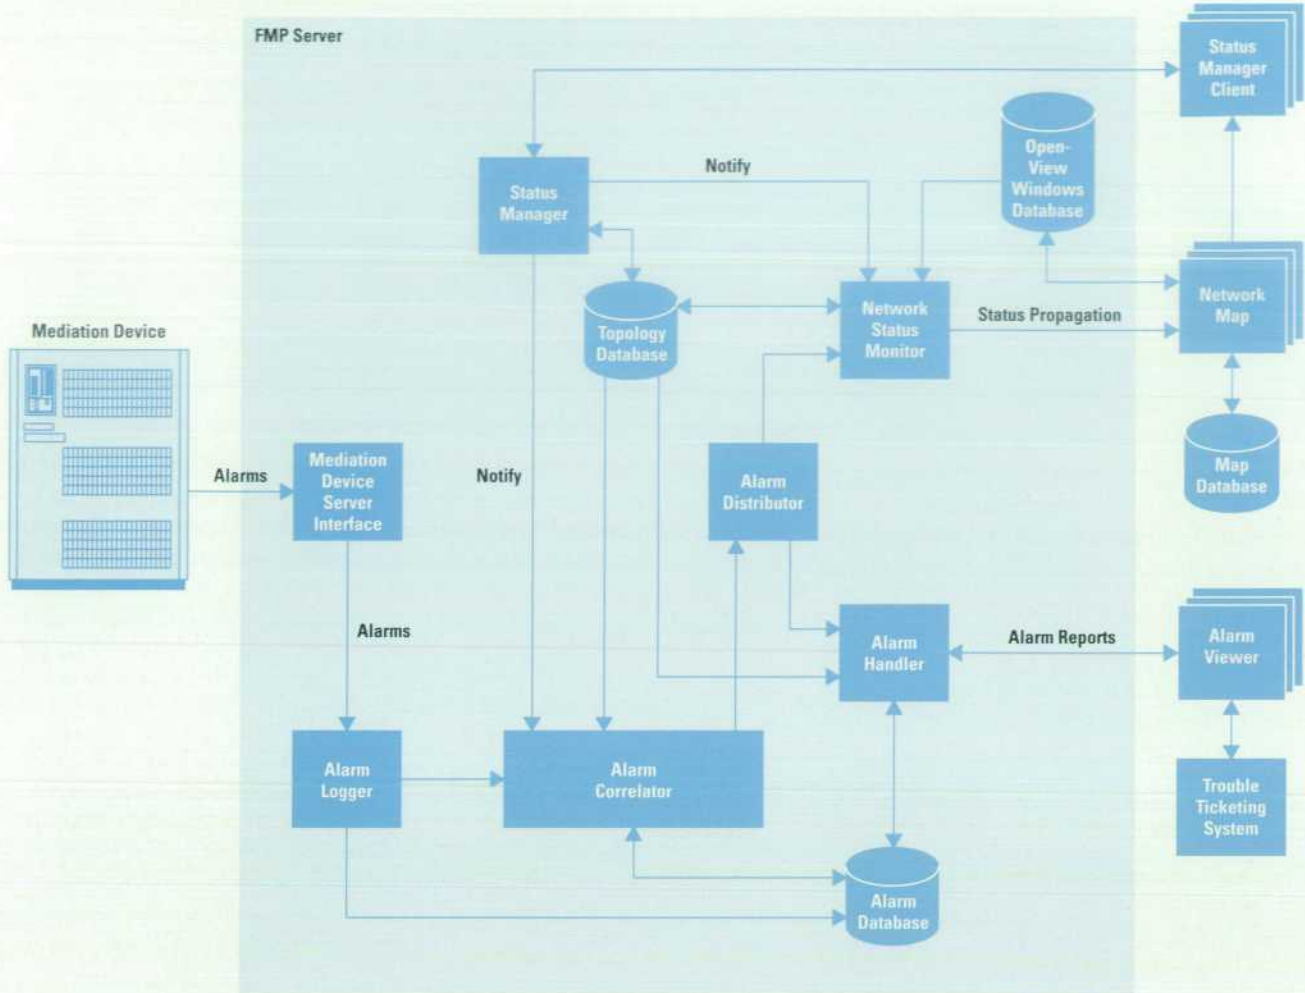 FMP Server
Status
Manager
Client
Open-
View
Windows
Database
Notify
Status
Manager
Network
Map
Network
Status
Monitor
Status Propagation
Topology
Database
Mediation Device
Mediation
Device
Server
Interface
Alarms
Notify
Alarm
Distributor
Map
Database
Alarms
Alarm
Handler
Alarm Reports
Alarm
Viewer
Alarm
Logger
Alarm
Correlator
Trouble
Ticketing
System
Alarm
Database